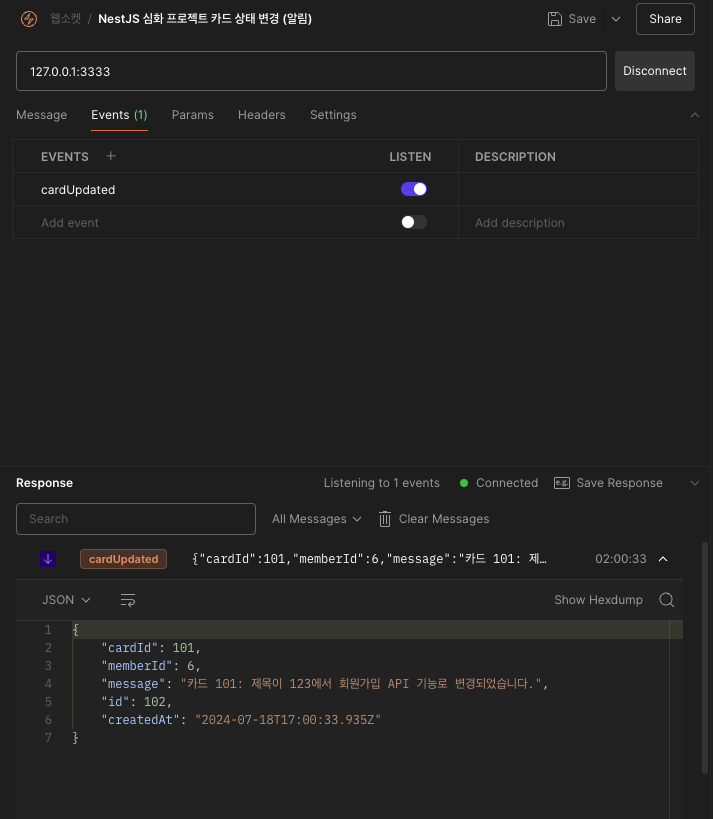 웹소켓 / NestJS 심화 프로젝트 카드 상태 변경 (알림) Save Share
127.0.0.1:3333 Disconnect
Message Events (1) Params Headers Settings
EVENTS + LISTEN DESCRIPTION
cardUpdated
Add event Add description
Response Listening to 1 events Connected e.g. Save Response
Search All Messages Clear Messages
cardUpdated {"cardId":101,"memberId":6,"message":"카드 101: 제… 02:00:33
JSON Show Hexdump
1 {
2 "cardId": 101,
3 "memberId": 6,
4 "message": "카드 101: 제목이 123에서 회원가입 API 기능로 변경되었습니다.",
5 "id": 102,
6 "createdAt": "2024-07-18T17:00:33.935Z"
7 }